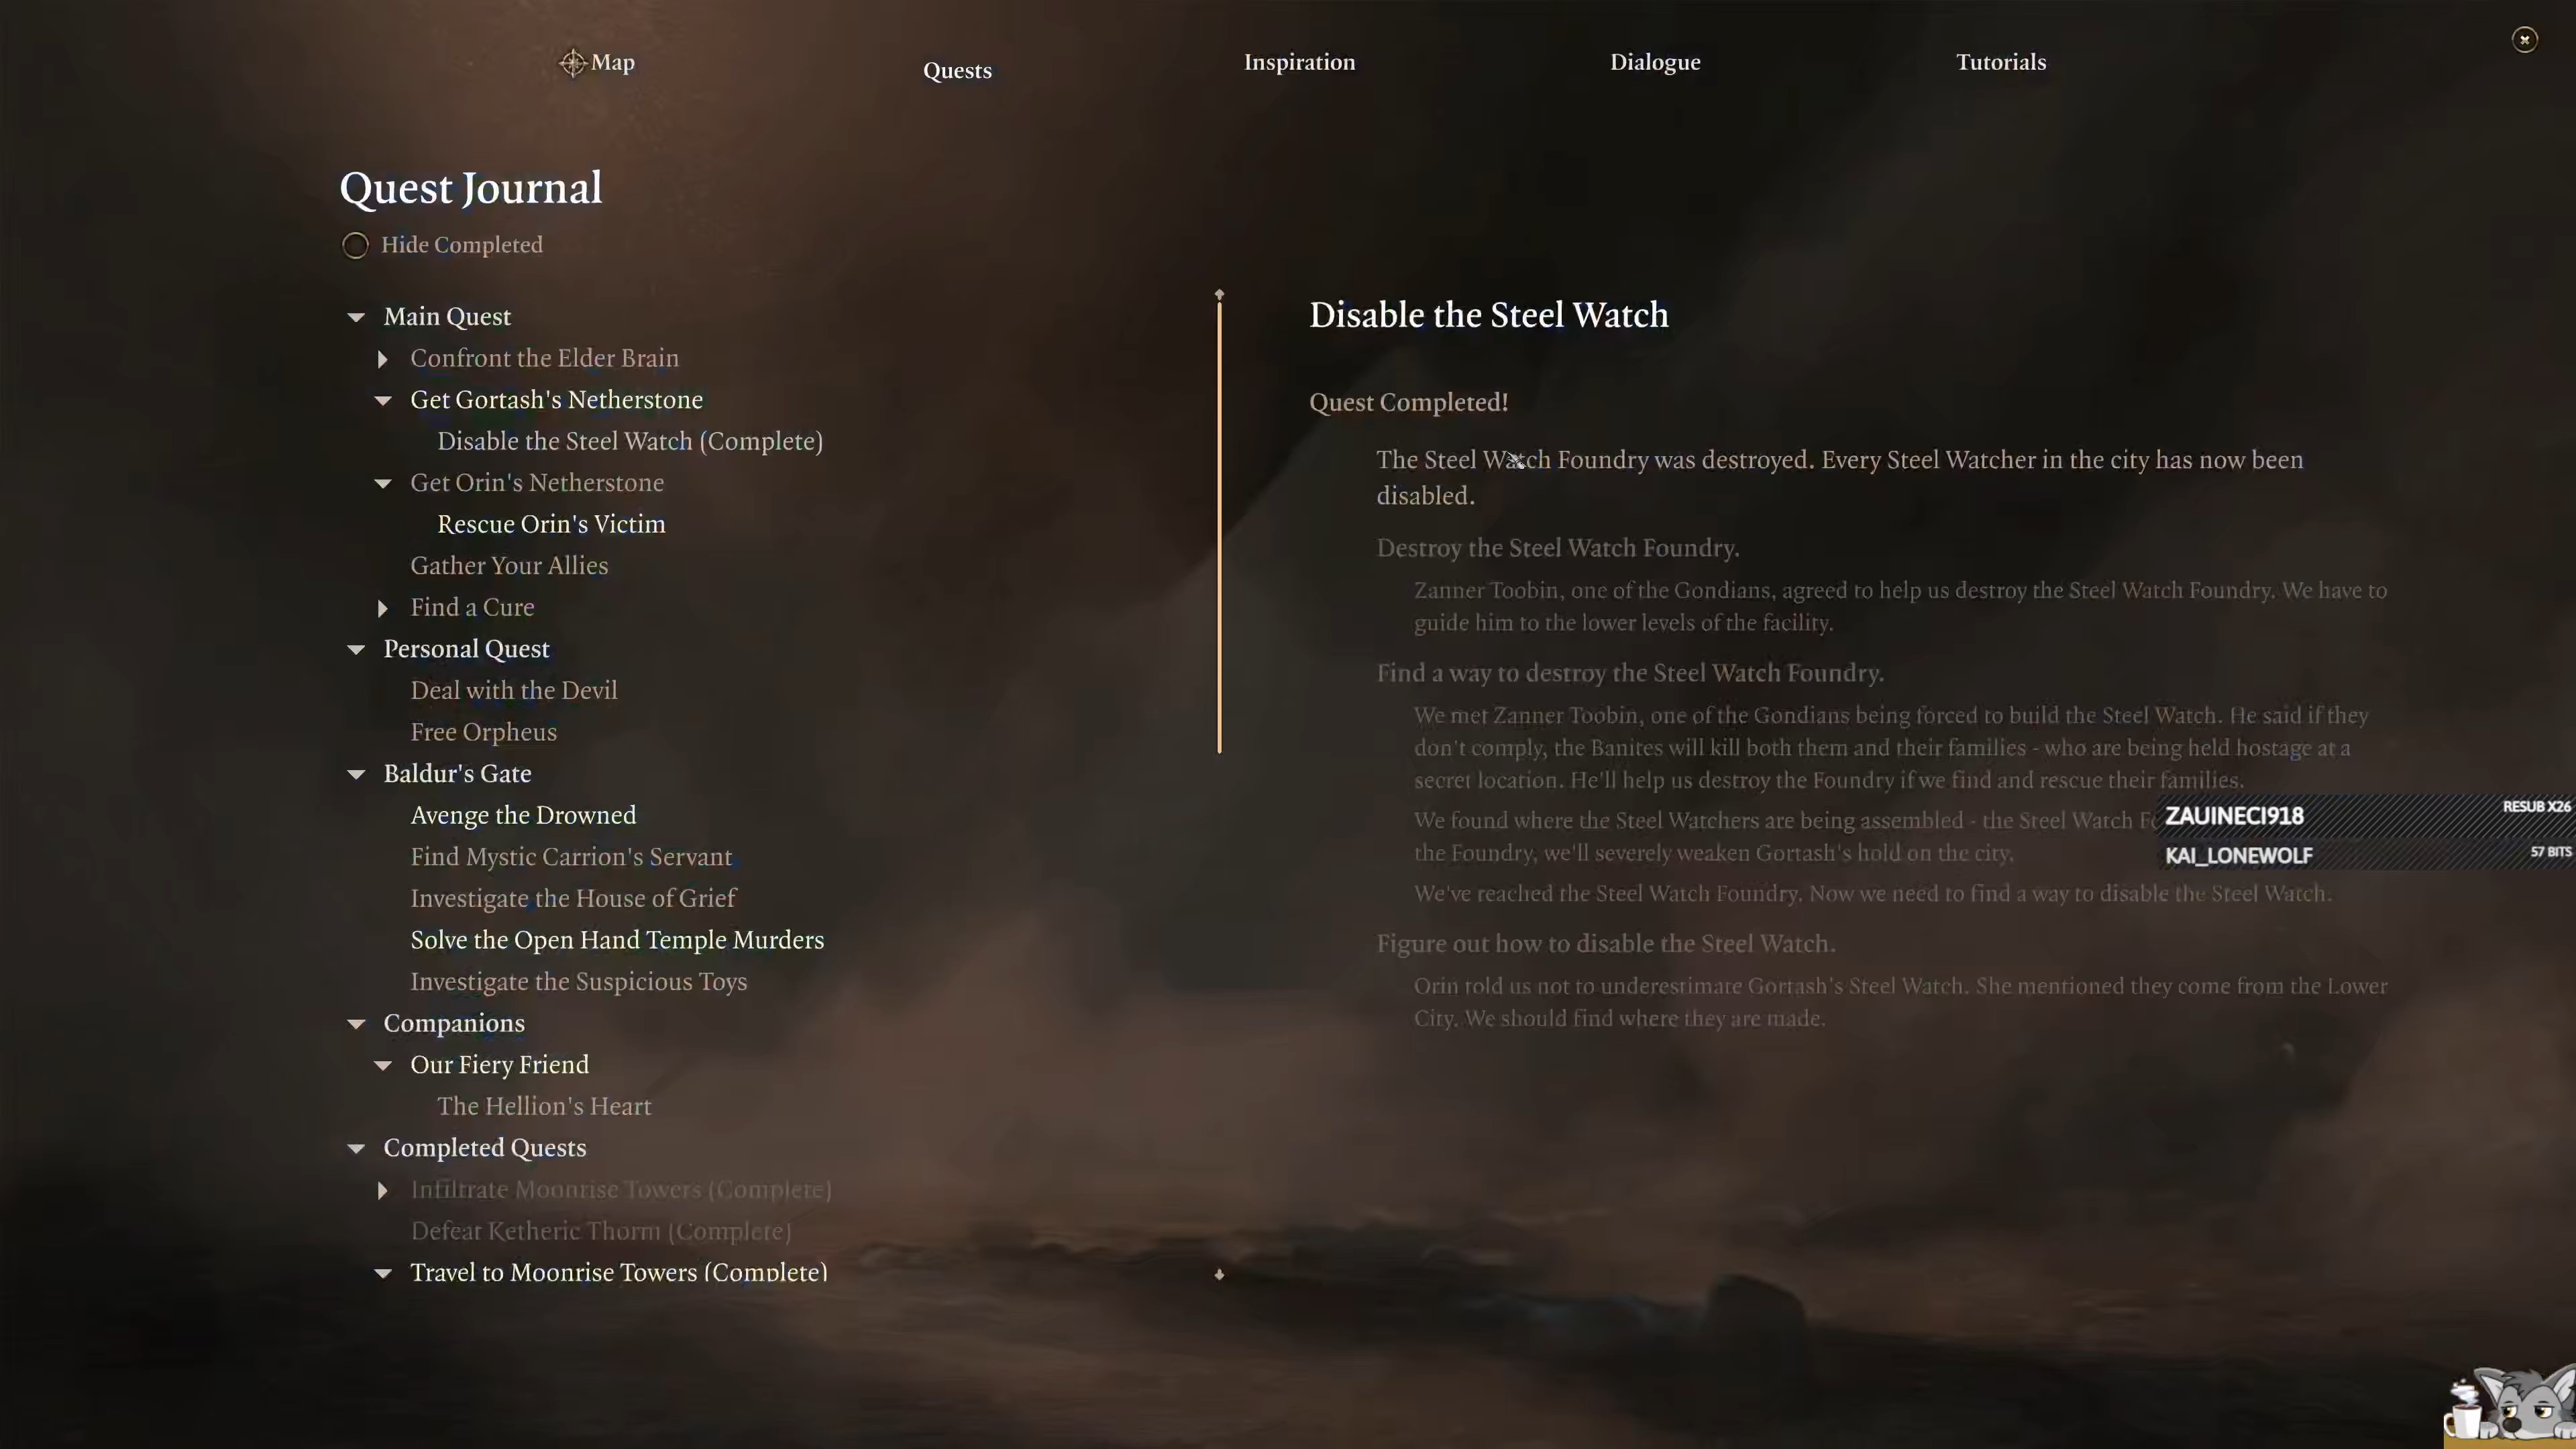 Map
Quests
Inspiration
Dialogue
Tutorials
Quest Journal
Hide Completed
Main Quest
Confront the Elder Brain
Get Gortash's Netherstone
Disable the Steel Watch (Complete)
Get Orin's Netherstone
Rescue Orin's Victim
Gather Your Allies
Find a Cure
Personal Quest
Deal with the Devil
Free Orpheus
Baldur's Gate
Avenge the Drowned
Find Mystic Carrion's Servant
Investigate the House of Grief
Solve the Open Hand Temple Murders
Investigate the Suspicious Toys
Companions
Our Fiery Friend
The Hellion's Heart
Completed Quests
Infiltrate Moonrise Towers (Complete)
Defeat Ketheric Thorm (Complete)
Travel to Moonrise Towers (Complete)
Disable the Steel Watch
Quest Completed!
The Steel Watch Foundry was destroyed. Every Steel Watcher in the city has now been
disabled.
Destroy the Steel Watch Foundry.
Zanner Toobin, one of the Gondians, agreed to help us destroy the Steel Watch Foundry. We have to
guide him to the lower levels of the facility.
Find a way to destroy the Steel Watch Foundry.
We met Zanner Toobin, one of the Gondians being forced to build the Steel Watch. He said if they
don't comply, the Banites will kill both them and their families - who are being held hostage at a
secret location. He'll help us destroy the Foundry if we find and rescue their families.
We found where the Steel Watchers are being assembled - the Steel Watch
the Foundry, we'll severely weaken Gortash's hold on the city.
We've reached the Steel Watch Foundry. Now we need to find a way to disable the Steel Watch.
Figure out how to disable the Steel Watch.
Orin told us not to underestimate Gortash's Steel Watch. She mentioned they come from the Lower
City. We should find where they are made.
ZAUINECI918
RESUB X26
KAI_LONEWOLF
57 BITS